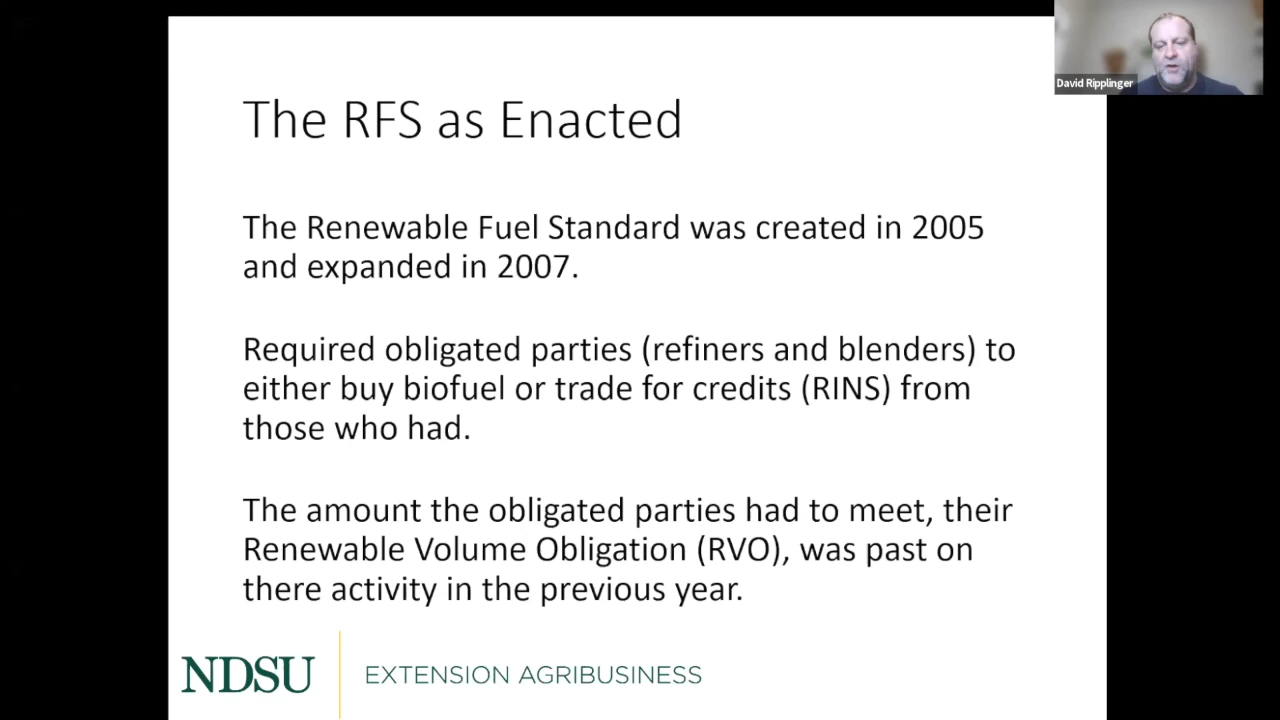 David Ripplinger
The RFS as Enacted
The Renewable Fuel Standard was created in 2005
and expanded in 2007.
Required obligated parties (refiners and blenders) to
either buy biofuel or trade for credits (RINS) from
those who had.
The amount the obligated parties had to meet, their
Renewable Volume Obligation (RVO), was past on
there activity in the previous year.
NDSU
EXTENSION AGRIBUSINESS